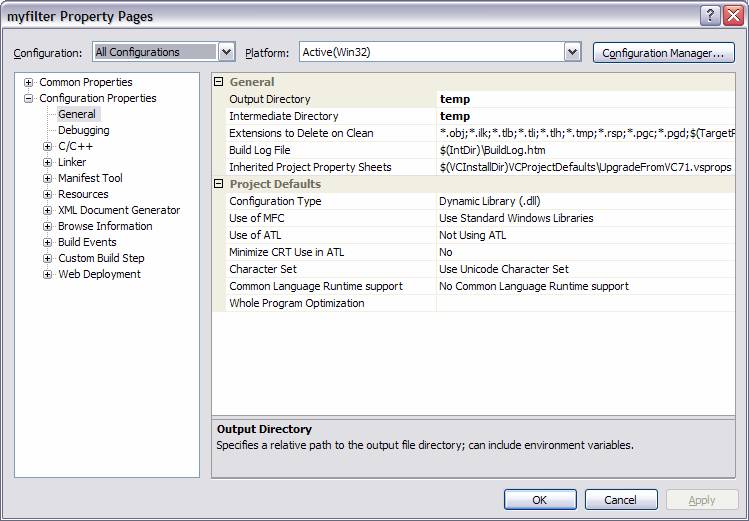 myfilter Property Pages
Configuration: All Configurations Platform: Active(Win32) Configuration Manager...
Common Properties
Configuration Properties
General
Debugging
C/C++
Linker
Manifest Tool
Resources
XML Document Generator
Browse Information
Build Events
Custom Build Step
Web Deployment
General
Output Directory temp
Intermediate Directory temp
Extensions to Delete on Clean *.obj;*.ilk;*.tlb;*.tli;*.tlh;*.tmp;*.rsp;*.pgc;*.pgd;$(TargetP
Build Log File $(IntDir)\BuildLog.htm
Inherited Project Property Sheets $(VCInstallDir)VCProjectDefaults\UpgradeFromVC71.vsprops
Project Defaults
Configuration Type Dynamic Library (.dll)
Use of MFC Use Standard Windows Libraries
Use of ATL Not Using ATL
Minimize CRT Use in ATL No
Character Set Use Unicode Character Set
Common Language Runtime support No Common Language Runtime support
Whole Program Optimization
Output Directory
Specifies a relative path to the output file directory; can include environment variables.
OK Cancel Apply